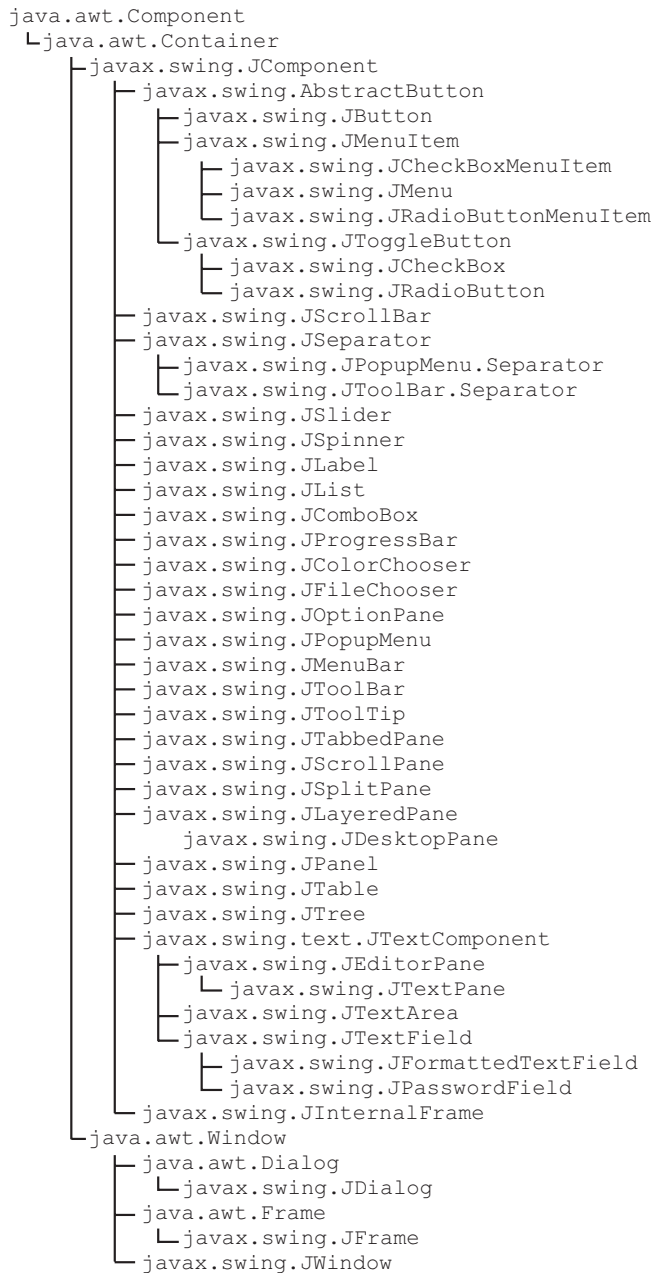 java.awt.Component
java.awt.Container
javax.swing.JComponent
javax.swing.AbstractButton
javax.swing.JButton
javax.swing.JMenuItem
javax.swing.JCheckBoxMenuItem
javax.swing.JMenu
javax.swing.JRadioButtonMenuItem
javax.swing.JToggleButton
javax.swing.JCheckBox
javax.swing.JRadioButton
javax.swing.JScrollBar
javax.swing.JSeparator
javax.swing.JPopupMenu.Separator
javax.swing.JToolBar.Separator
javax.swing.JSlider
javax.swing.JSpinner
javax.swing.JLabel
javax.swing.JList
javax.swing.JComboBox
javax.swing.JProgressBar
javax.swing.JColorChooser
javax.swing.JFileChooser
javax.swing.JOptionPane
javax.swing.JPopupMenu
javax.swing.JMenuBar
javax.swing.JToolBar
javax.swing.JToolTip
javax.swing.JTabbedPane
javax.swing.JScrollPane
javax.swing.JSplitPane
javax.swing.JLayeredPane
javax.swing.JDesktopPane
javax.swing.JPanel
javax.swing.JTable
javax.swing.JTree
javax.swing.text.JTextComponent
javax.swing.JEditorPane
javax.swing.JTextPane
javax.swing.JTextArea
javax.swing.JTextField
javax.swing.JFormattedTextField
javax.swing.JPasswordField
javax.swing.JInternalFrame
java.awt.Window
java.awt.Dialog
javax.swing.JDialog
java.awt.Frame
javax.swing.JFrame
javax.swing.JWindow